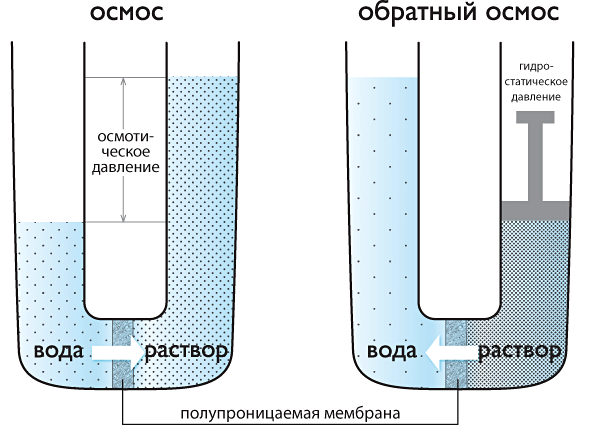 осмос
обратный осмос
гидро-
статическое
давление
осмоти-
ческое
давление
вода
раствор
вода
раствор
полупроницаемая мембрана